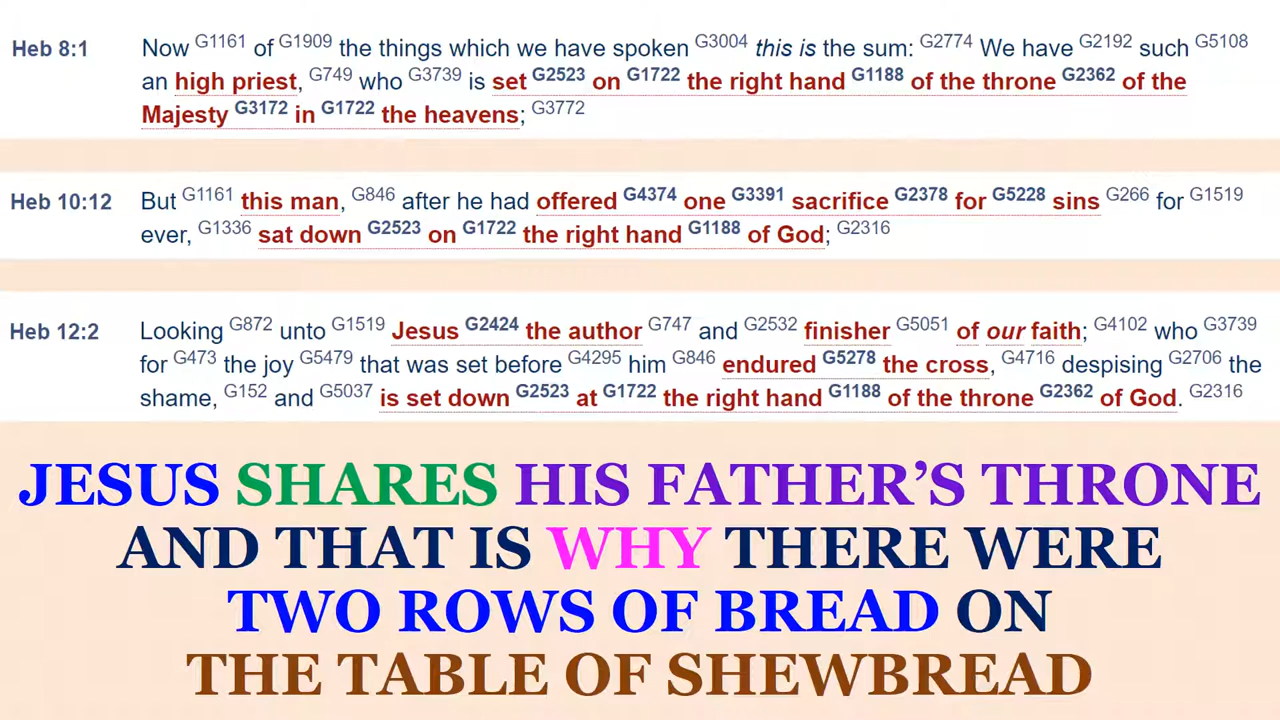 Heb 8:1 Now G1161 of G1909 the things which we have spoken G3004 this is the sum: G2774 We have G2192 such G5108
an high priest, G749 who G3739 is set G2523 on G1722 the right hand G1188 of the throne G2362 of the
Majesty G3172 in G1722 the heavens; G3772
Heb 10:12 But G1161 this man, G846 after he had offered G4374 one G3391 sacrifice G2378 for G5228 sins G266 for G1519
ever, G1336 sat down G2523 on G1722 the right hand G1188 of God; G2316
Heb 12:2 Looking G872 unto G1519 Jesus G2424 the author G747 and G2532 finisher G5051 of our faith; G4102 who G3739
for G473 the joy G5479 that was set before G4295 him G846 endured G5278 the cross, G4716 despising G2706 the
shame, G152 and G5037 is set down G2523 at G1722 the right hand G1188 of the throne G2362 of God. G2316
JESUS SHARES HIS FATHER’S THRONE
AND THAT IS WHY THERE WERE
TWO ROWS OF BREAD ON
THE TABLE OF SHEWBREAD